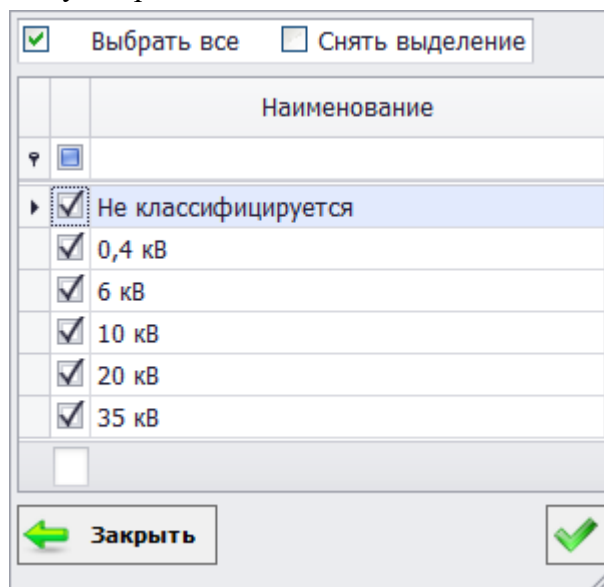 Выбрать все Снять выделение
Наименование
Не классифицируется
0,4 кВ
6 кВ
10 кВ
20 кВ
35 кВ
Закрыть